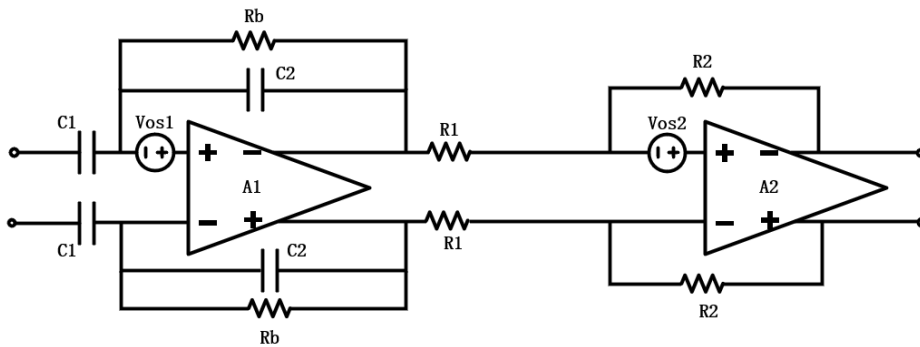 Rb
C2
C1
Vos1
R1
R2
Vos2
+
-
A1
-
+
+
-
A2
-
+
C1
C2
Rb
R1
R2